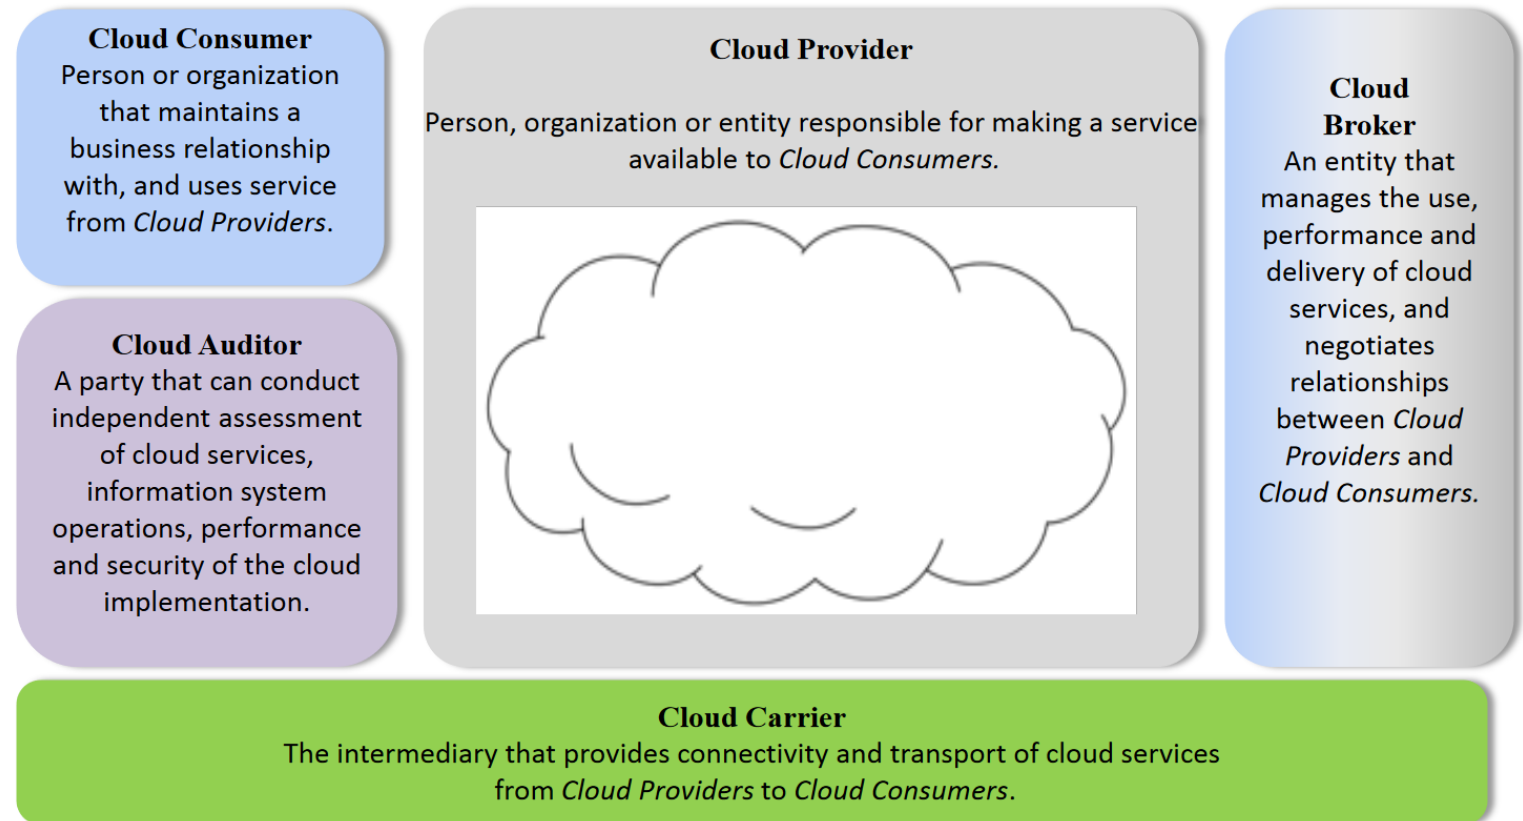 Cloud Consumer
Person or organization
that maintains a
business relationship
with, and uses service
from Cloud Providers.
Cloud Auditor
A party that can conduct
independent assessment
of cloud services,
information system
operations, performance
and security of the cloud
implementation.
Cloud Provider
Person, organization or entity responsible for making a service
available to Cloud Consumers.
Cloud
Broker
An entity that
manages the use,
performance and
delivery of cloud
services, and
negotiates
relationships
between Cloud
Providers and
Cloud Consumers.
Cloud Carrier
The intermediary that provides connectivity and transport of cloud services
from Cloud Providers to Cloud Consumers.